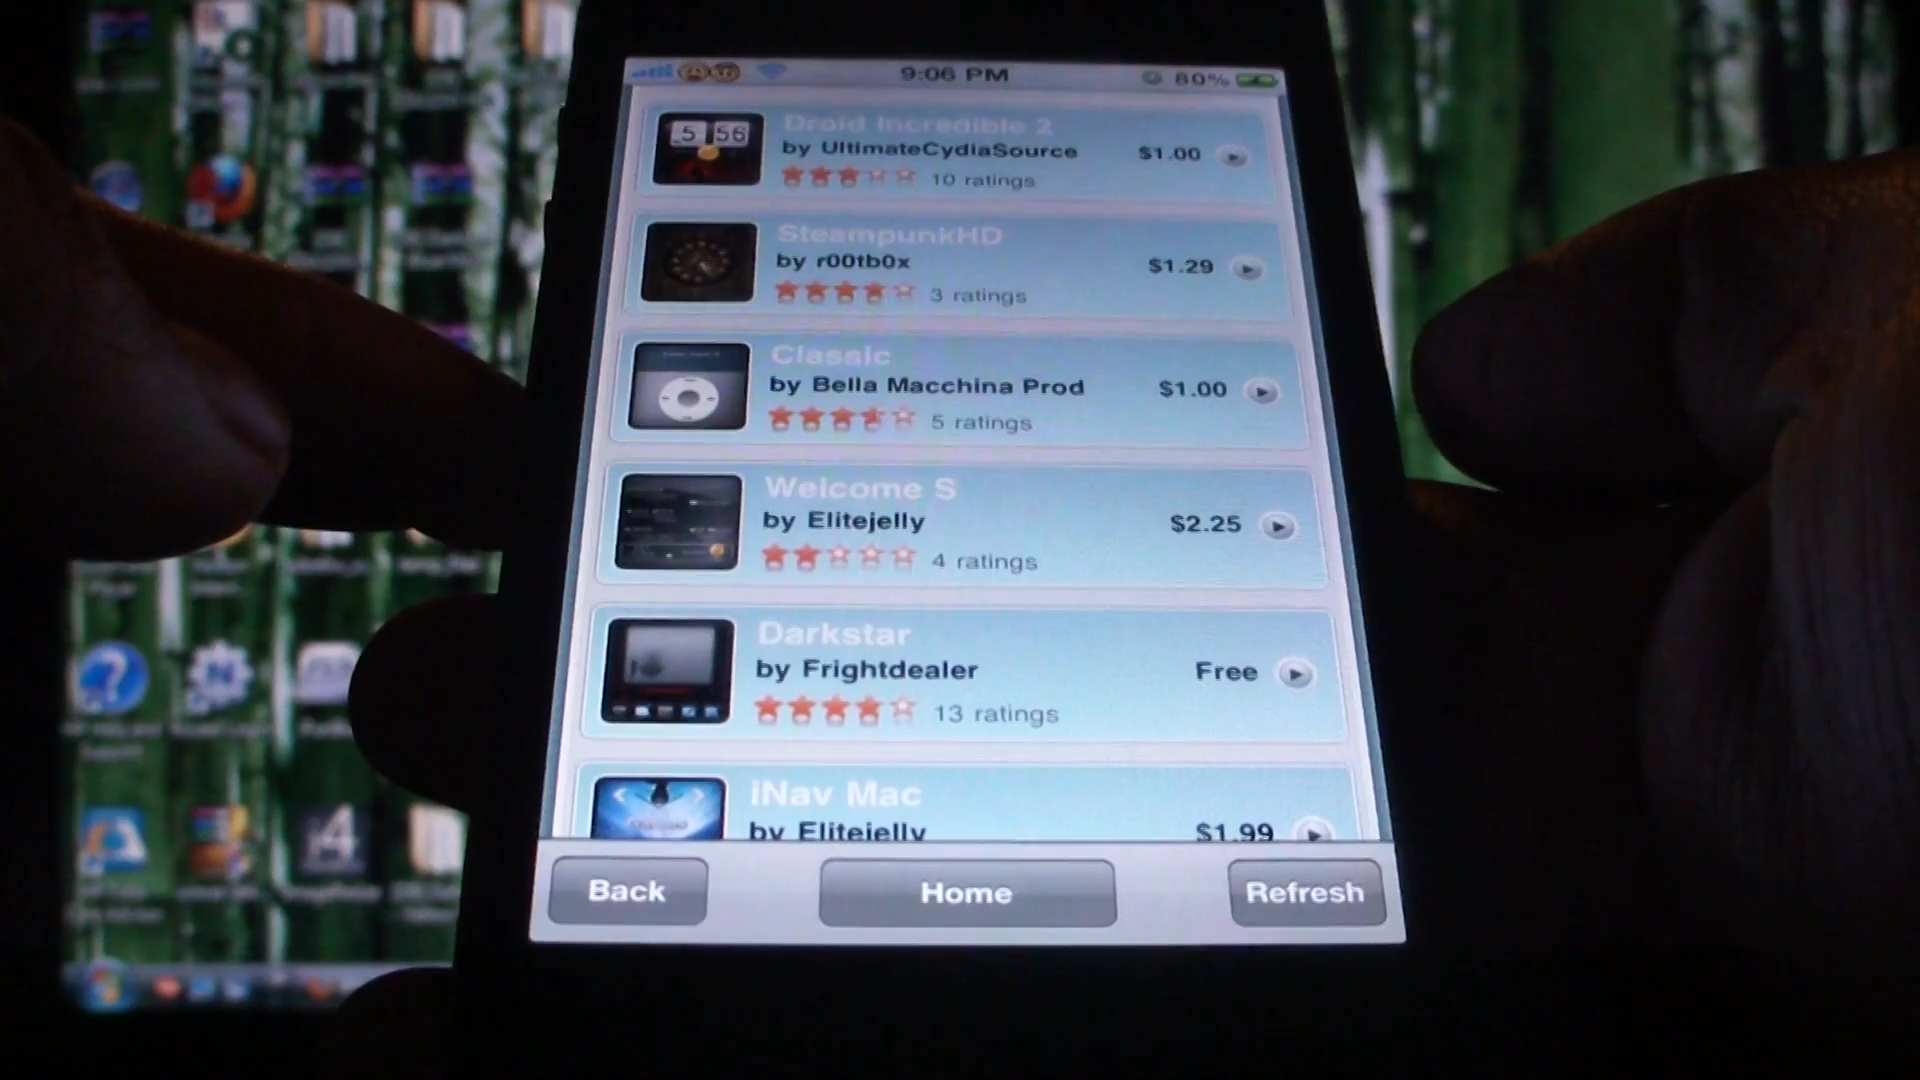 9:06 PM
80%
5 56
Droid Incredible 2
by UltimateCydiaSource
$1.00
10 ratings
SteampunkHD
by r00tb0x
$1.29
3 ratings
Classic
by Bella Macchina Prod
$1.00
5 ratings
Welcome S
by Elitejelly
$2.25
4 ratings
Darkstar
by Frightdealer
Free
13 ratings
iNav Mac
by Elitejelly
$1.99
Back
Home
Refresh